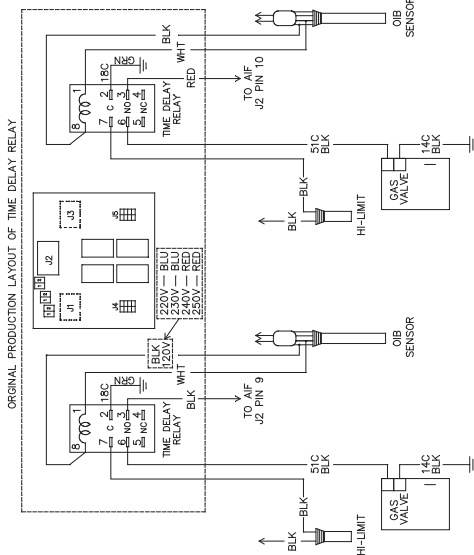 ORGINAL PRODUCTION LAYOUT OF TIME DELAY RELAY
8
1
7
C
2
6
NO
3
5
NC
4
TIME DELAY
RELAY
18C
GRN
WHT
BLK
TO AIF
J2 PIN 9
BLK
120V
220V — BLU
230V — BLU
240V — RED
250V — RED
J1
J2
J3
J4
J5
8
1
7
C
2
6
NO
3
5
NC
4
TIME DELAY
RELAY
18C
GRN
WHT
BLK
RED
TO AIF
J2 PIN 10
BLK
BLK
HI-LIMIT
51C
BLK
14C
BLK
GAS
VALVE
OIB
SENSOR
BLK
BLK
HI-LIMIT
51C
BLK
14C
BLK
GAS
VALVE
OIB
SENSOR